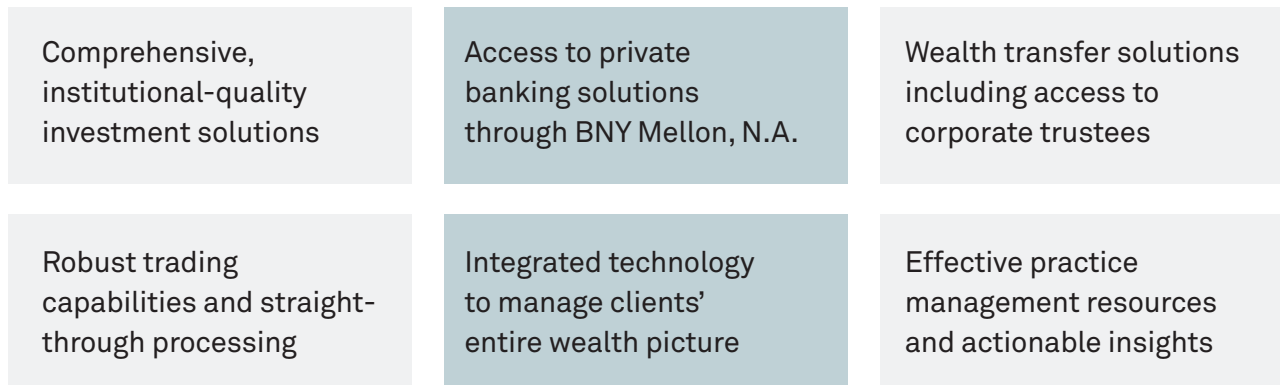 Comprehensive,
institutional-quality
investment solutions
Access to private
banking solutions
through BNY Mellon, N.A.
Wealth transfer solutions
including access to
corporate trustees
Robust trading
capabilities and straight-
through processing
Integrated technology
to manage clients’
entire wealth picture
Effective practice
management resources
and actionable insights